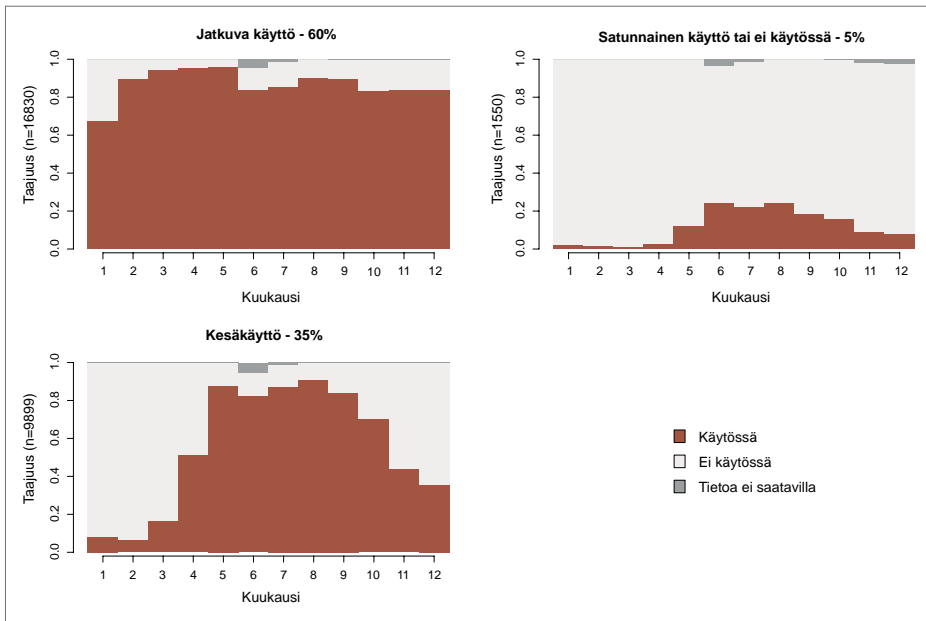 Jatkuva käyttö - 60%
Taajuus (n=16830)
0.0 0.2 0.4 0.6 0.8 1.0
1 2 3 4 5 6 7 8 9 10 11 12
Kuukausi
Satunnainen käyttö tai ei käytössä - 5%
Taajuus (n=1550)
0.0 0.2 0.4 0.6 0.8 1.0
1 2 3 4 5 6 7 8 9 10 11 12
Kuukausi
Kesäkäyttö - 35%
Taajuus (n=9899)
0.0 0.2 0.4 0.6 0.8 1.0
1 2 3 4 5 6 7 8 9 10 11 12
Kuukausi
Käytössä
Ei käytössä
Tietoa ei saatavilla